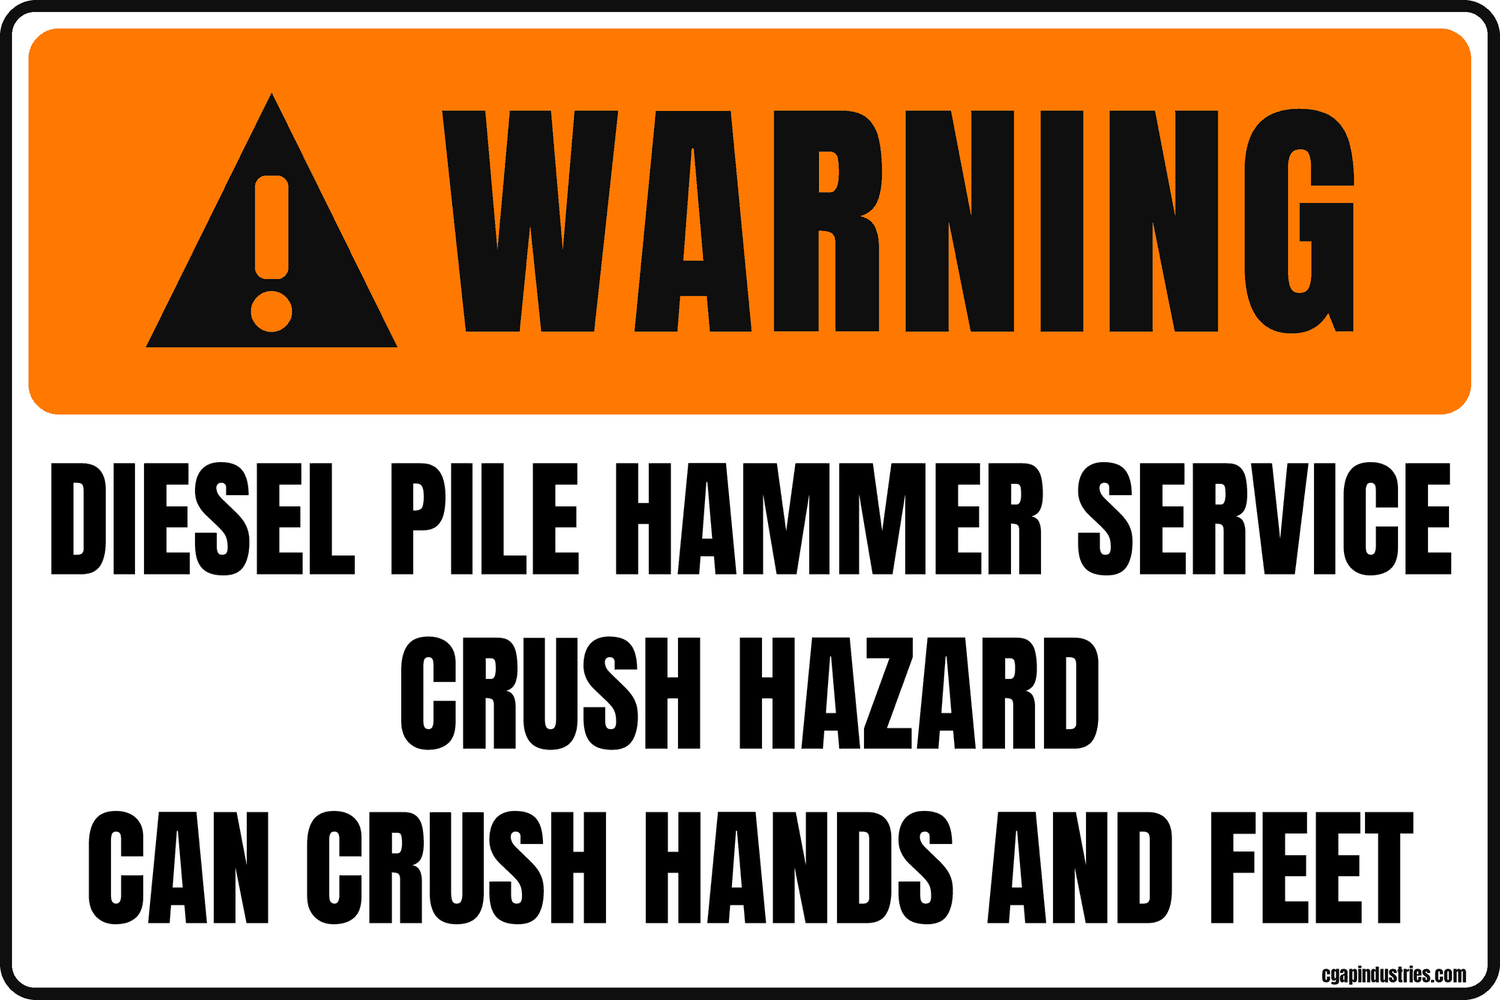 WARNING
DIESEL PILE HAMMER SERVICE
CRUSH HAZARD
CAN CRUSH HANDS AND FEET
cgapindustries.com